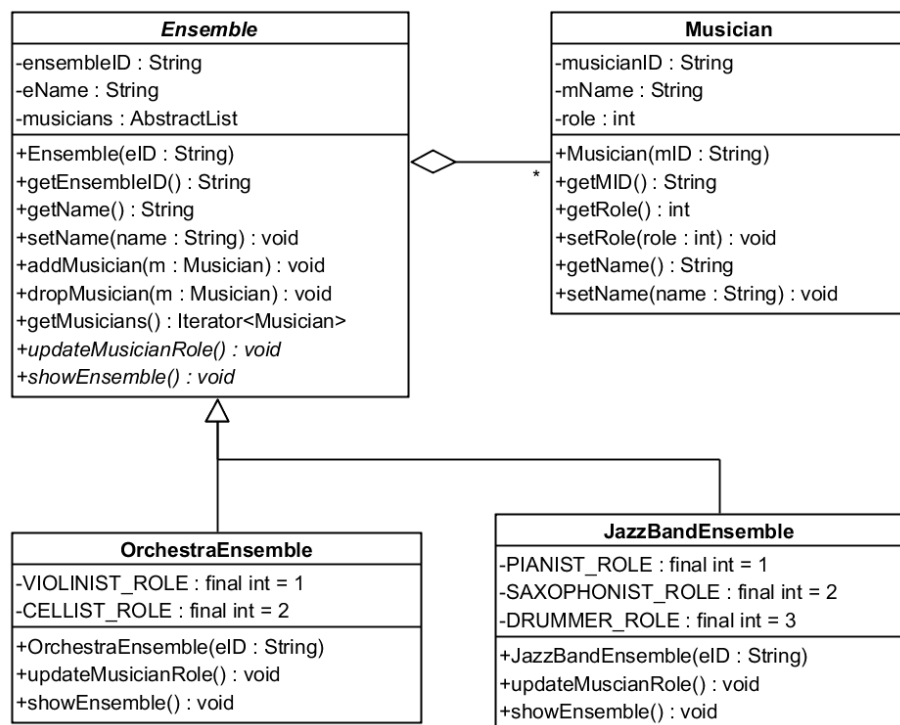 Ensemble
-ensembleID : String
-eName : String
-musicians : AbstractList
+Ensemble(eID : String)
+getEnsembleID() : String
+getName() : String
+setName(name : String) : void
+addMusician(m : Musician) : void
+dropMusician(m : Musician) : void
+getMusicians() : Iterator<Musician>
+updateMusicianRole() : void
+showEnsemble() : void
*
Musician
-musicianID : String
-mName : String
-role : int
+Musician(mID : String)
+getMID() : String
+getRole() : int
+setRole(role : int) : void
+getName() : String
+setName(name : String) : void
OrchestraEnsemble
-VIOLINIST_ROLE : final int = 1
-CELLIST_ROLE : final int = 2
+OrchestraEnsemble(eID : String)
+updateMusicianRole() : void
+showEnsemble() : void
JazzBandEnsemble
-PIANIST_ROLE : final int = 1
-SAXOPHONIST_ROLE : final int = 2
-DRUMMER_ROLE : final int = 3
+JazzBandEnsemble(eID : String)
+updateMuscianRole() : void
+showEnsemble() : void